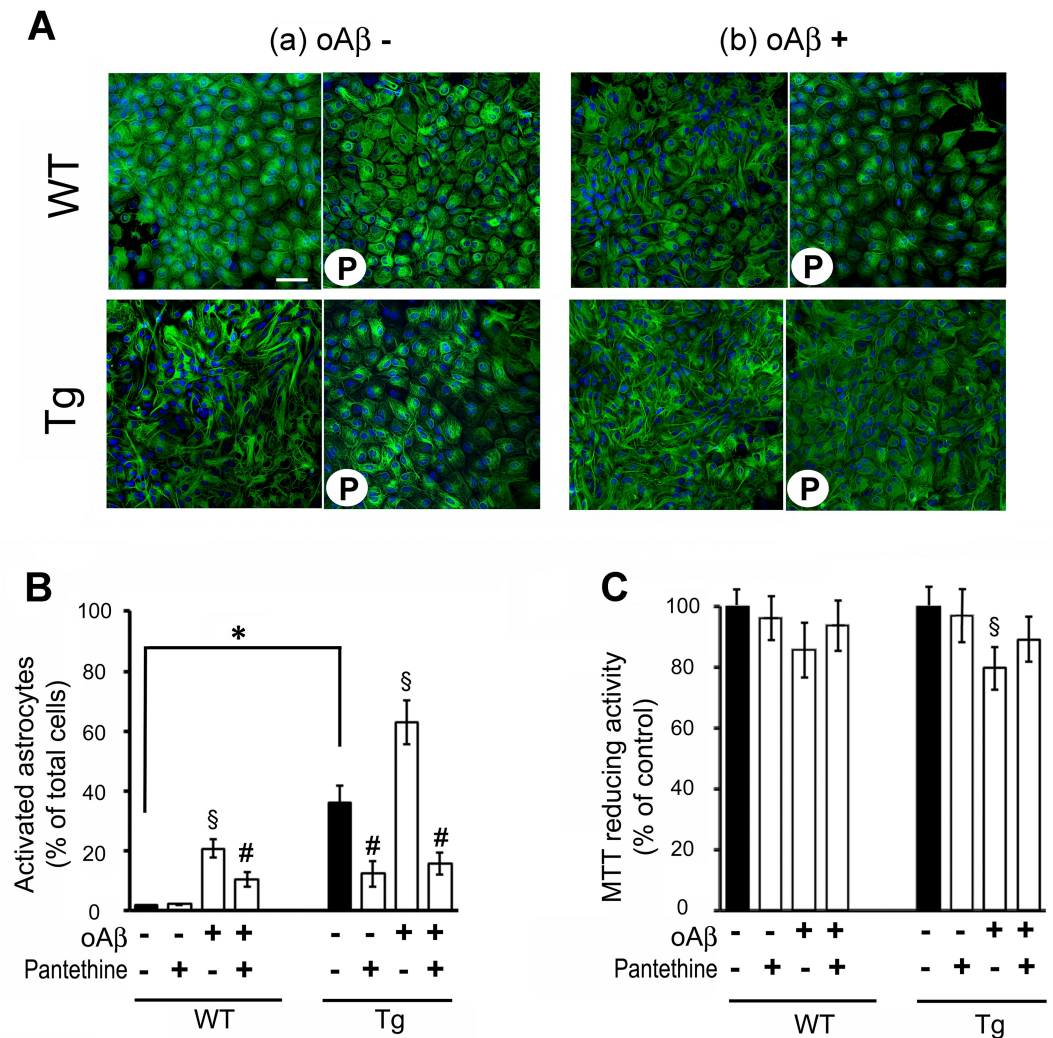 A
(a) oAβ - (b) oAβ +
WT
P P
Tg
P P
B
Activated astrocytes
(% of total cells)
100
80
60
40
20
0
*
§ # # § #
oAβ - - + + - - + +
Pantethine - + - + - + - +
WT Tg
C
MTT reducing activity
(% of control)
100
80
60
40
20
0
§
oAβ - - + + - - + +
Pantethine - + - + - + - +
WT Tg